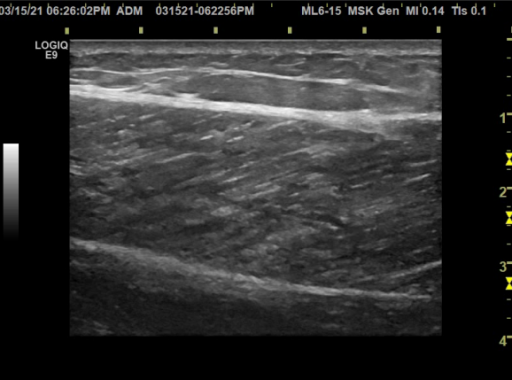 03/15/21 06:26:02PM ADM 031521-062256PM ML6-15 MSK Gen MI 0.14 TIs 0.1
LOGIQ
E9
1
2
3
4